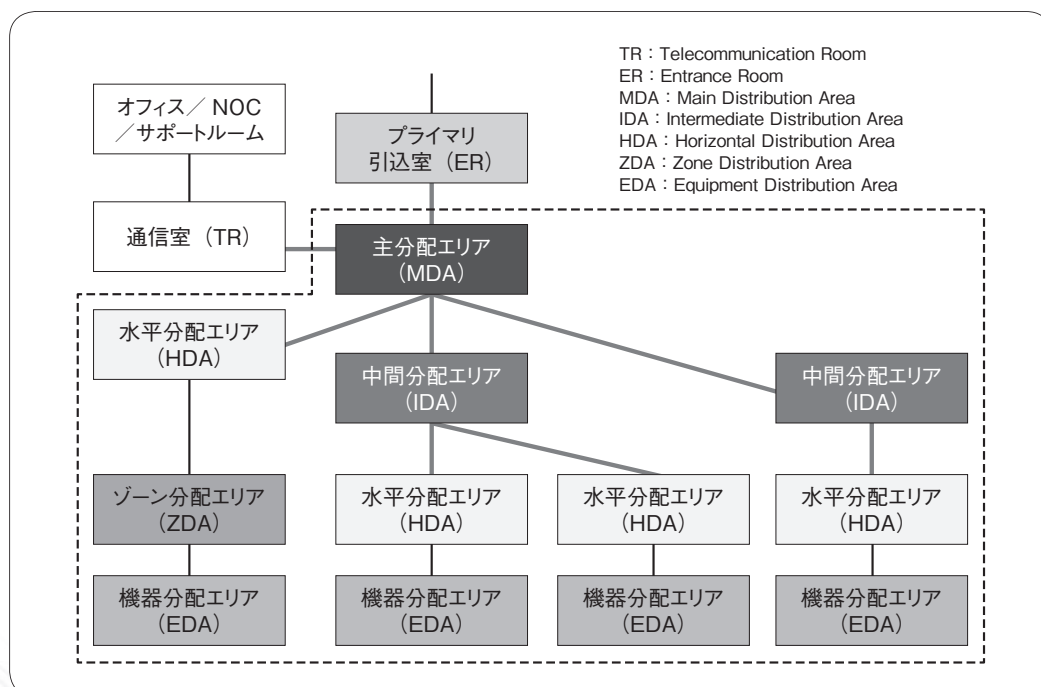 TR：Telecommunication Room
ER：Entrance Room
MDA：Main Distribution Area
IDA：Intermediate Distribution Area
HDA：Horizontal Distribution Area
ZDA：Zone Distribution Area
EDA：Equipment Distribution Area
オフィス／ NOC
／サポートルーム
プライマリ
引込室（ER）
通信室（TR）
主分配エリア
（MDA）
水平分配エリア
（HDA）
中間分配エリア
（IDA）
中間分配エリア
（IDA）
ゾーン分配エリア
（ZDA）
水平分配エリア
（HDA）
水平分配エリア
（HDA）
水平分配エリア
（HDA）
機器分配エリア
（EDA）
機器分配エリア
（EDA）
機器分配エリア
（EDA）
機器分配エリア
（EDA）